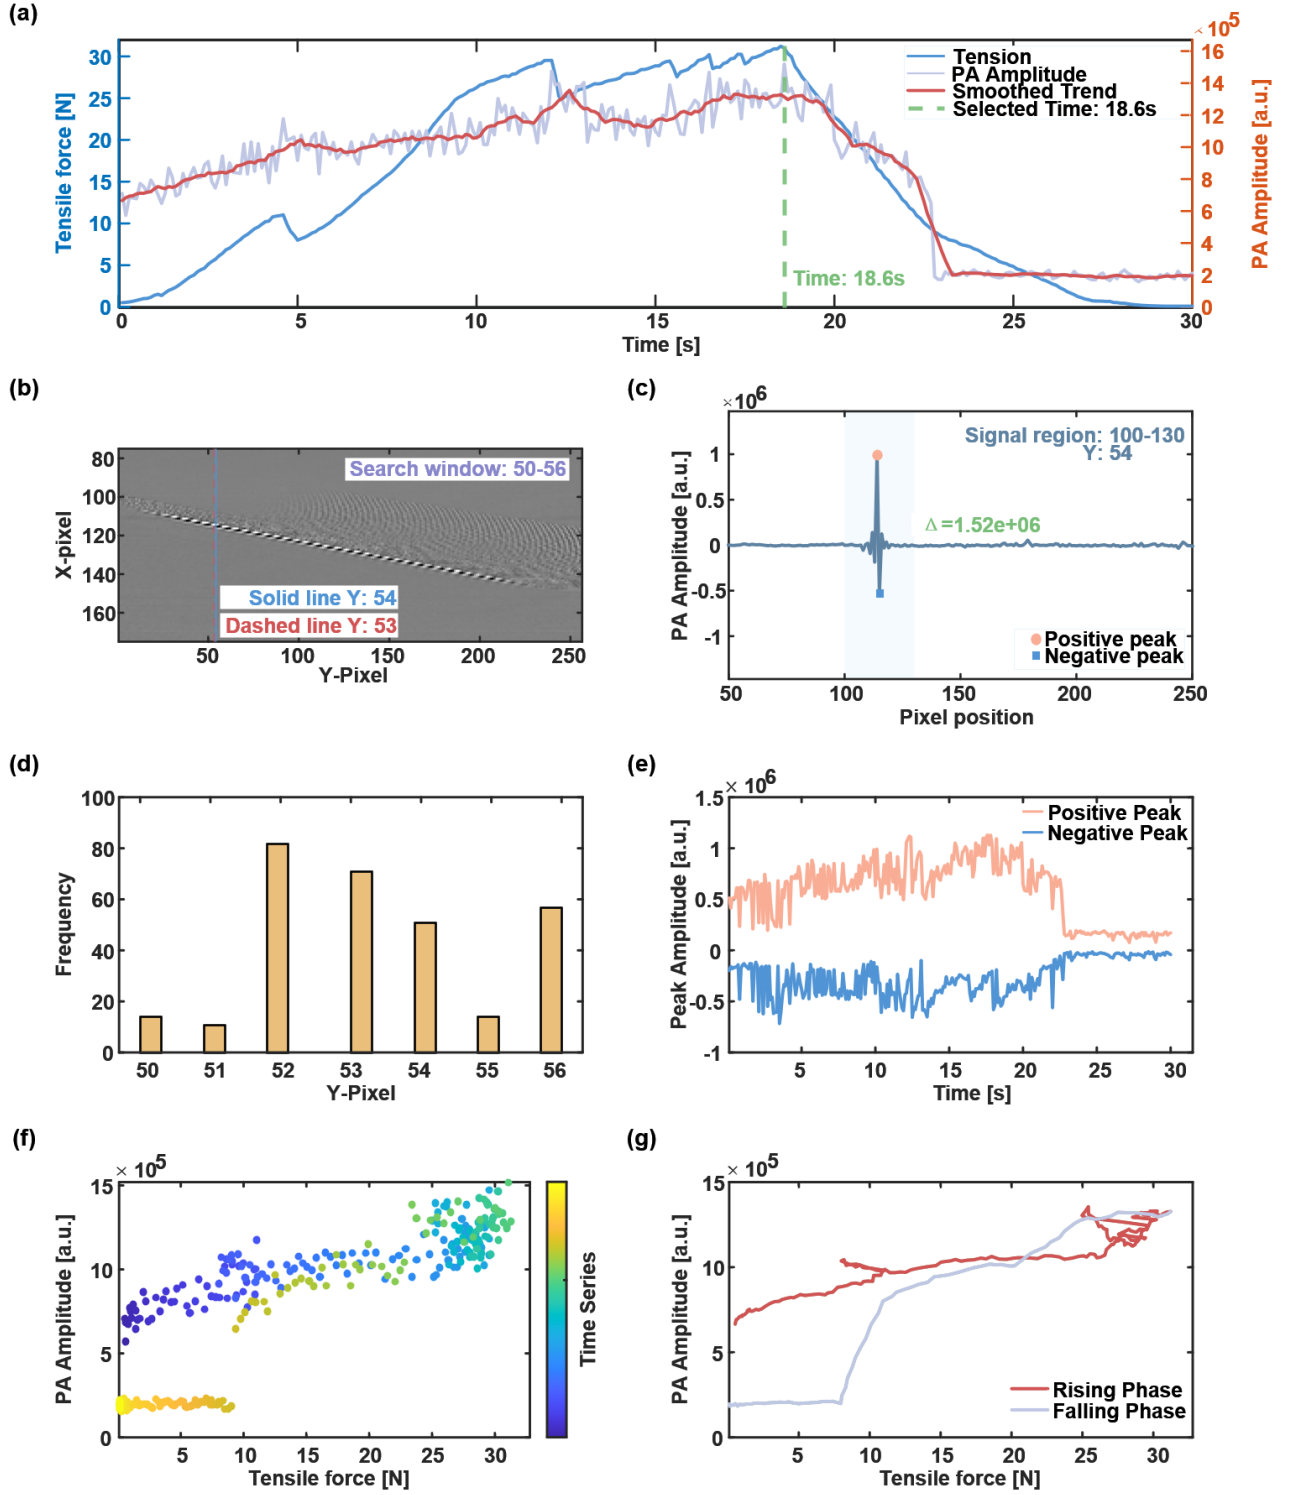 (a)
× 105
Tensile force [N]
30
25
20
15
10
5
0
Tension
PA Amplitude
Smoothed Trend
Selected Time: 18.6s
Time: 18.6s
16
14
12
10
8
6
4
2
0
PA Amplitude [a.u.]
0 5 10 15 20 25 30
Time [s]
(b)
X-pixel
80
100
120
140
160
Search window: 50-56
Solid line Y: 54
Dashed line Y: 53
50 100 150 200 250
Y-Pixel
(c)
×106
PA Amplitude [a.u.]
1
0.5
0
-0.5
-1
Signal region: 100-130
Y: 54
Δ=1.52e+06
Positive peak
Negative peak
50 100 150 200 250
Pixel position
(d)
Frequency
100
80
60
40
20
0
50 51 52 53 54 55 56
Y-Pixel
(e)
× 106
Peak Amplitude [a.u.]
1.5
1
0.5
0
-0.5
-1
Positive Peak
Negative Peak
5 10 15 20 25 30
Time [s]
(f)
× 105
PA Amplitude [a.u.]
15
10
5
0
5 10 15 20 25 30
Tensile force [N]
Time Series
(g)
× 105
PA Amplitude [a.u.]
15
10
5
0
Rising Phase
Falling Phase
5 10 15 20 25 30
Tensile force [N]